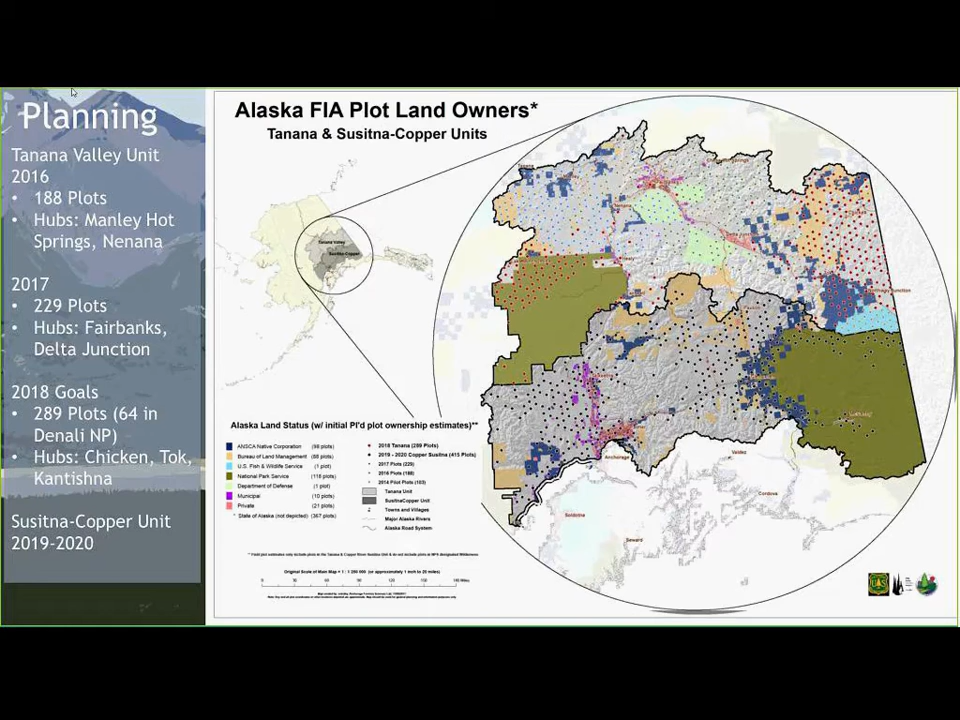 Planning
Tanana Valley Unit
2016
• 188 Plots
• Hubs: Manley Hot
Springs, Nenana
2017
• 229 Plots
• Hubs: Fairbanks,
Delta Junction
2018 Goals
• 289 Plots (64 in
Denali NP)
• Hubs: Chicken, Tok,
Kantishna
Susitna-Copper Unit
2019-2020
Alaska FIA Plot Land Owners*
Tanana & Susitna-Copper Units
Tanana Valley
Susitna-Copper
Anchorage
Valdez
Cordova
Soldotna
Seward
Alaska Land Status (w/ initial PI'd plot ownership estimates)**
ANSCA Native Corporation (98 plots)
Bureau of Land Management (88 plots)
U.S. Fish & Wildlife Service (1 plot)
National Park Service (118 plots)
Department of Defense (1 plot)
Municipal (10 plots)
Private (21 plots)
* State of Alaska (not depicted) (367 plots)
2018 Tanana (289 Plots)
2019 - 2020 Copper Susitna (415 Plots)
2017 Plots (229)
2016 Plots (188)
2014 Pilot Plots (103)
Tanana Unit
SusitnaCopper Unit
Towns and Villages
Major Alaska Rivers
Alaska Road System